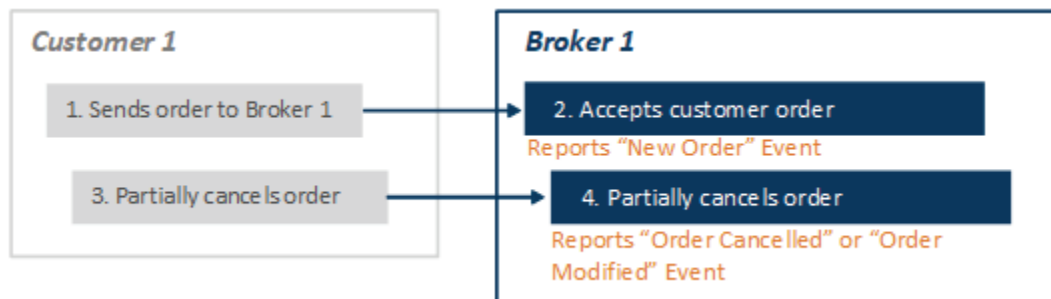 Customer 1
Broker 1
1. Sends order to Broker 1
2. Accepts customer order
Reports “New Order” Event
3. Partially cancels order
4. Partially cancels order
Reports “Order Cancelled” or “Order
Modified” Event